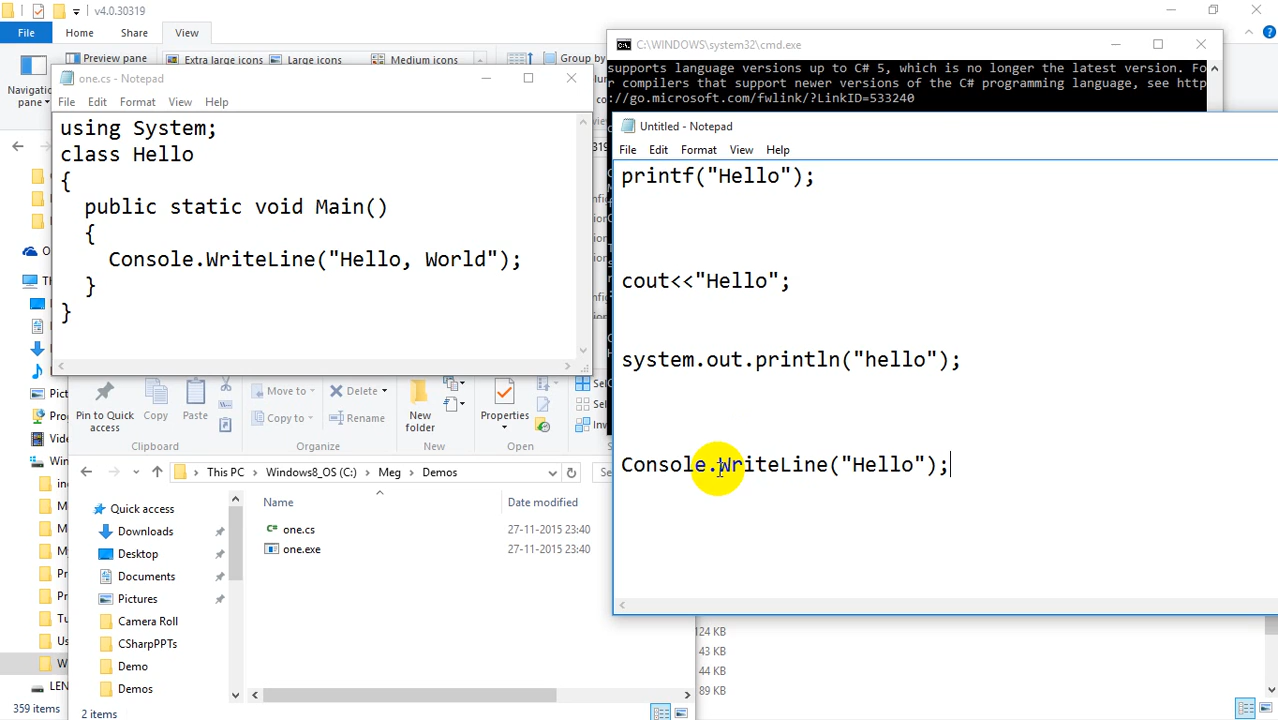 v4.0.30319
File Home Share View
Preview pane
Extra large icons Large icons Medium icons
Group by
Navigation
pane
C:\WINDOWS\system32\cmd.exe
supports language versions up to C# 5, which is no longer the latest version. Fo
r compilers that support newer versions of the C# programming language, see http
://go.microsoft.com/fwlink/?LinkID=533240
one.cs - Notepad
File Edit Format View Help
using System;
class Hello
{
public static void Main()
{
Console.WriteLine("Hello, World");
}
}
Untitled - Notepad
File Edit Format View Help
printf("Hello");
cout<<"Hello";
system.out.println("hello");
Console.WriteLine("Hello");
Pin to Quick
access
Copy
Paste
Clipboard
Move to
Copy to
Delete
Rename
Organize
New
folder
New
Properties
Open
This PC Windows8_OS (C:) Meg Demos
Name Date modified
one.cs 27-11-2015 23:40
one.exe 27-11-2015 23:40
Quick access
Downloads
Desktop
Documents
Pictures
Camera Roll
CSharpPPTs
Demo
Demos
2 items
359 items
124 KB
43 KB
44 KB
89 KB